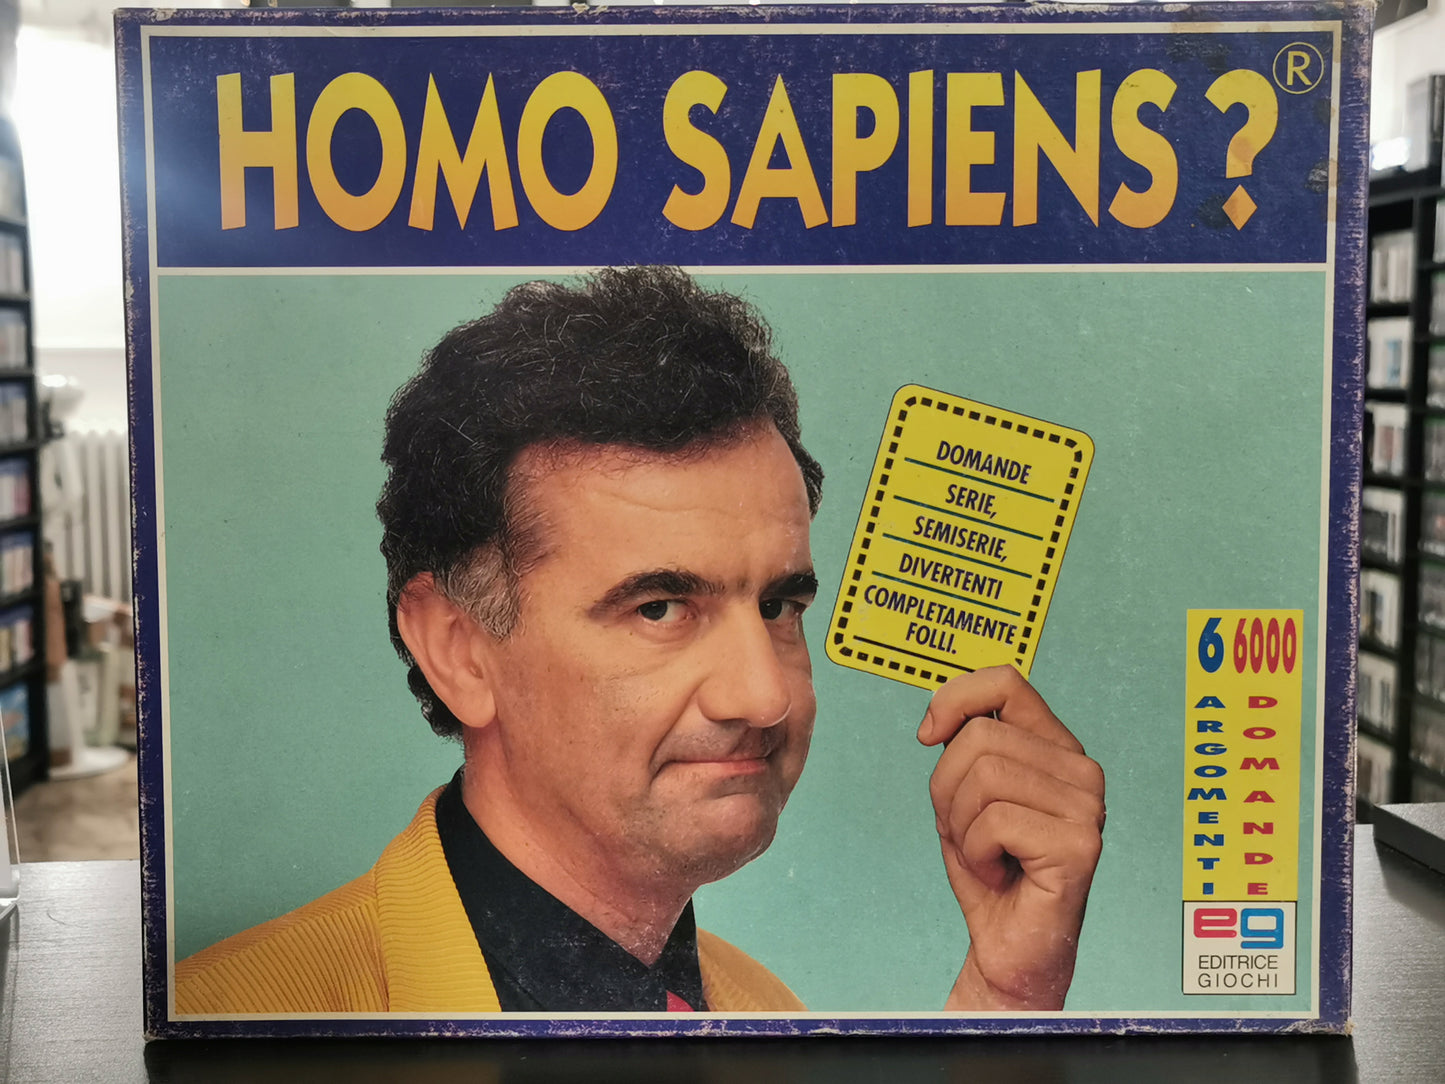 HOMO SAPIENS?®
DOMANDE
SERIE,
SEMISERIE,
DIVERTENTI
COMPLETAMENTE
FOLLI.
6 ARGOMENTI
6000 DOMANDE
eg
EDITRICE
GIOCHI